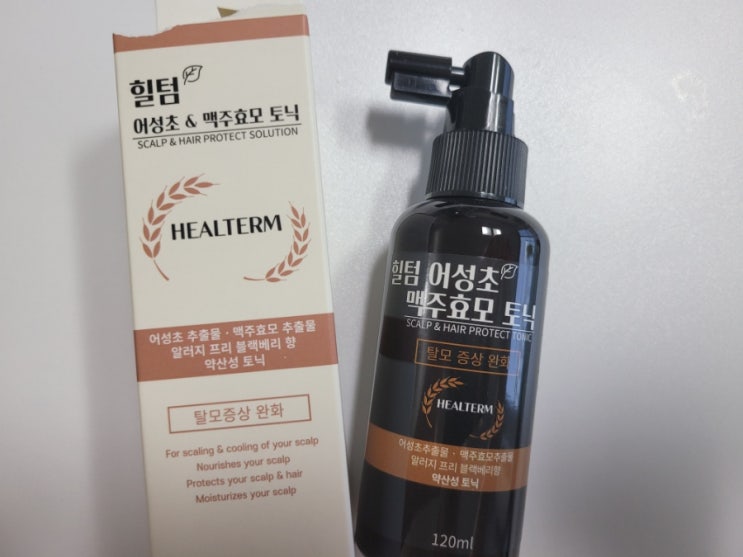 힐텀
어성초 & 맥주효모 토닉
SCALP & HAIR PROTECT SOLUTION
HEALTERM
어성초 추출물 · 맥주효모 추출물
알러지 프리 블랙베리 향
약산성 토닉
탈모증상 완화
For scaling & cooling of your scalp
Nourishes your scalp
Protects your scalp & hair
Moisturizes your scalp
힐텀 어성초
맥주효모 토닉
SCALP & HAIR PROTECT TONIC
탈모 증상 완화
HEALTERM
어성초추출물 · 맥주효모추출물
알러지 프리 블랙베리향
약산성 토닉
120ml